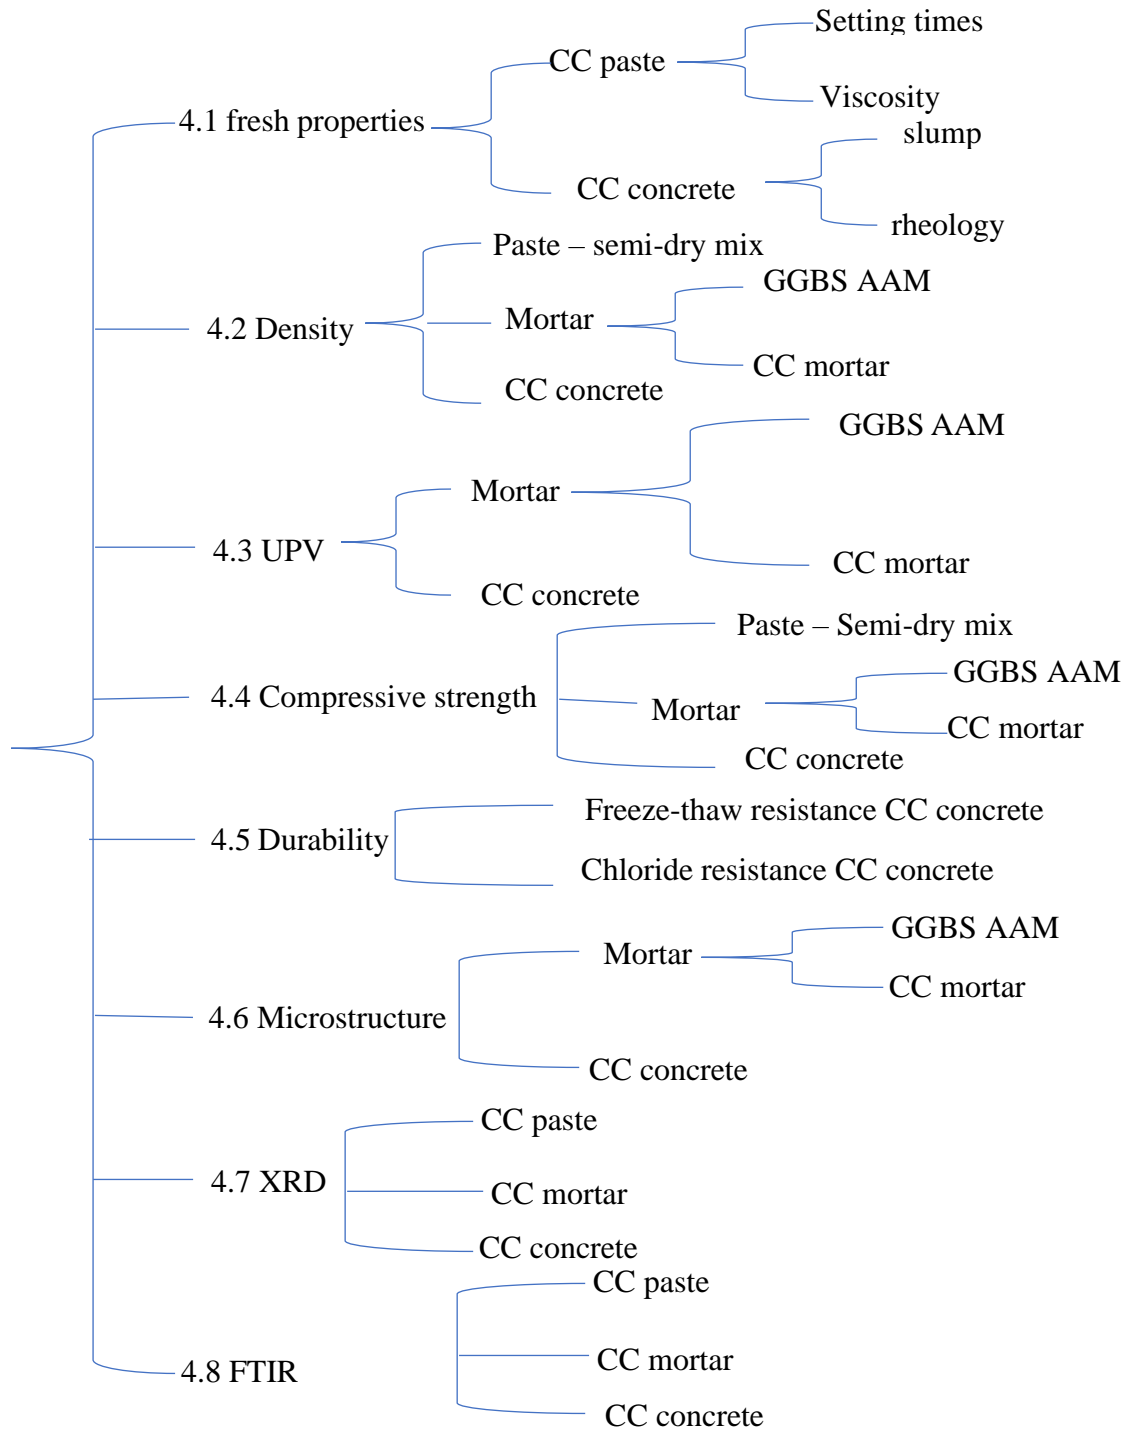 Setting times
CC paste
Viscosity
4.1 fresh properties
slump
CC concrete
rheology
Paste – semi-dry mix
GGBS AAM
4.2 Density
Mortar
CC mortar
CC concrete
GGBS AAM
Mortar
4.3 UPV
CC mortar
CC concrete
Paste – Semi-dry mix
GGBS AAM
4.4 Compressive strength
Mortar
CC mortar
CC concrete
Freeze-thaw resistance CC concrete
4.5 Durability
Chloride resistance CC concrete
GGBS AAM
Mortar
CC mortar
4.6 Microstructure
CC concrete
CC paste
4.7 XRD
CC mortar
CC concrete
CC paste
CC mortar
4.8 FTIR
CC concrete